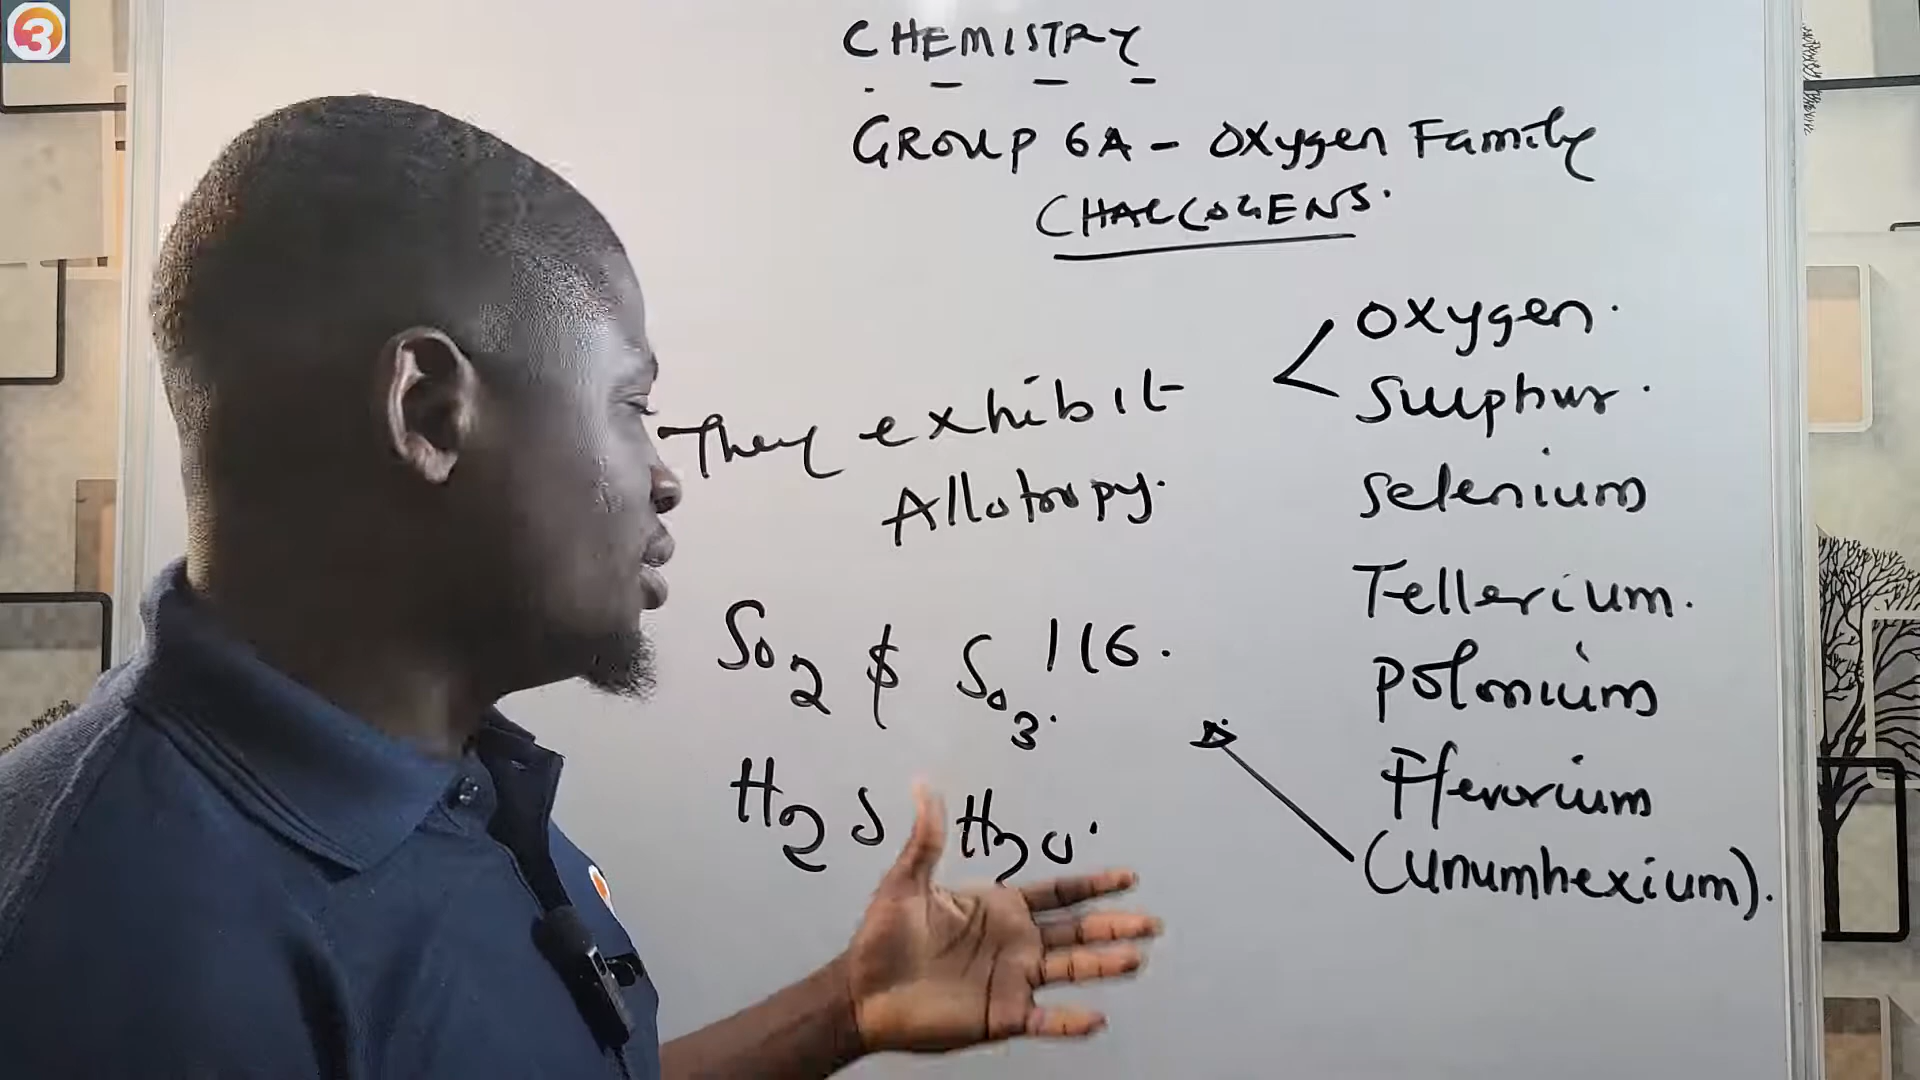 3
CHEMISTRY
GROUP 6A - Oxygen Family
CHALCOGENS.
They exhibit
Allotropy.
Oxygen.
Sulphur.
Selenium
Tellerium.
Polonium
(Ununhexium).
SO2 & SO3. 116.
H2S H2O.